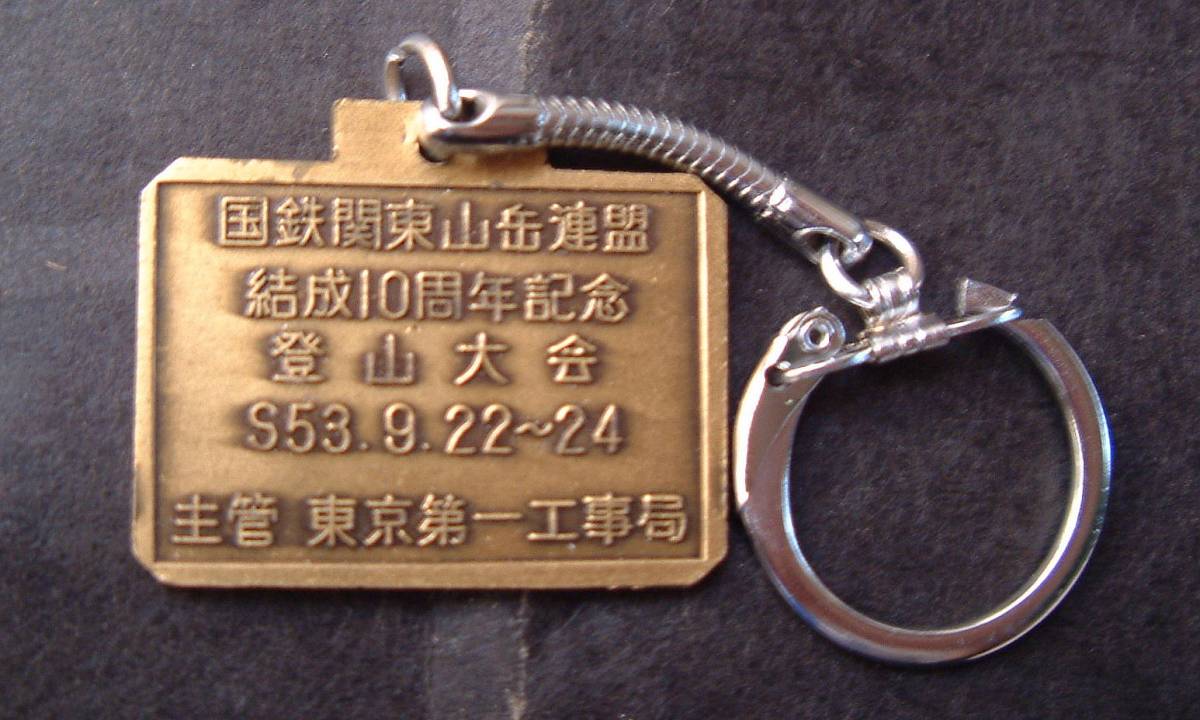 国鉄関東山岳連盟
結成10周年記念
登山大会
S53.9.22~24
主管 東京第一工事局